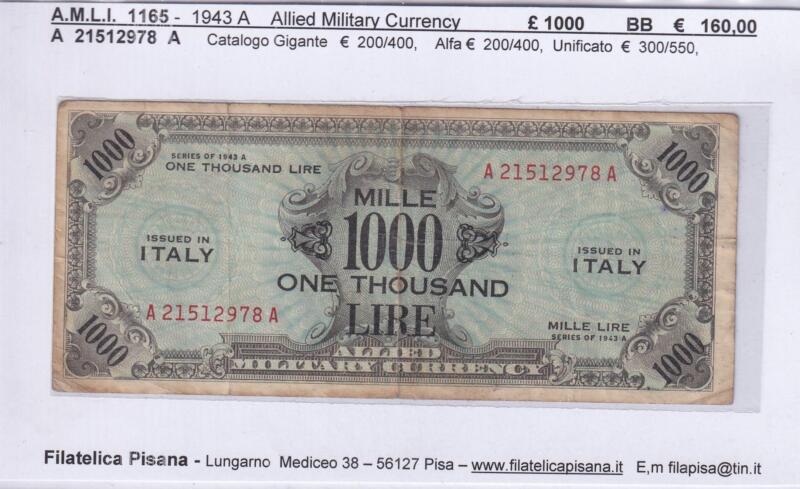 A.M.L.I. 1165 - 1943 A Allied Military Currency £ 1000 BB € 160,00
A 21512978 A Catalogo Gigante € 200/400, Alfa € 200/400, Unificato € 300/550,
1000
1000
SERIES OF 1943 A
ONE THOUSAND LIRE
A 21512978 A
MILLE
1000
ONE THOUSAND
LIRE
ISSUED IN
ITALY
ISSUED IN
ITALY
A 21512978 A
MILLE LIRE
SERIES OF 1943 A
1000
1000
ALLIED
MILITARY CURRENCY
Filatelica Pisana - Lungarno Mediceo 38 – 56127 Pisa – www.filatelicapisana.it E,m filapisa@tin.it